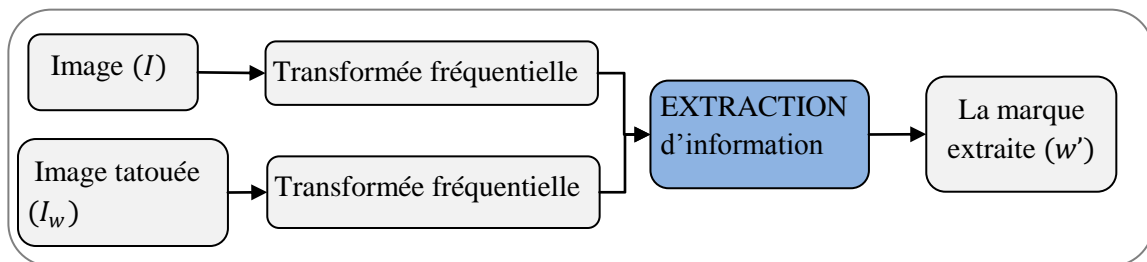 Image (I)
Transformée fréquentielle
EXTRACTION
d’information
La marque
extraite (w’)
Image tatouée
(I_w)
Transformée fréquentielle